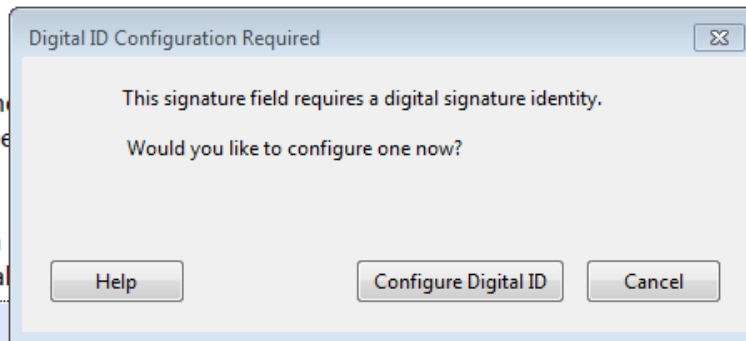 Digital ID Configuration Required
This signature field requires a digital signature identity.
Would you like to configure one now?
Help
Configure Digital ID
Cancel